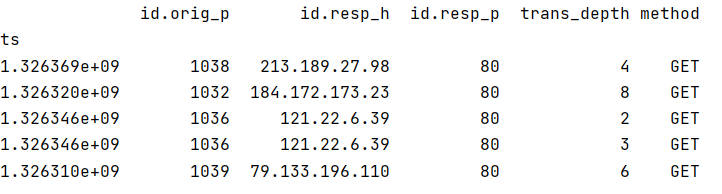 id.orig_p id.resp_h id.resp_p trans_depth method
ts
1.326369e+09 1038 213.189.27.98 80 4 GET
1.326320e+09 1032 184.172.173.23 80 8 GET
1.326346e+09 1036 121.22.6.39 80 2 GET
1.326346e+09 1036 121.22.6.39 80 3 GET
1.326310e+09 1039 79.133.196.110 80 6 GET